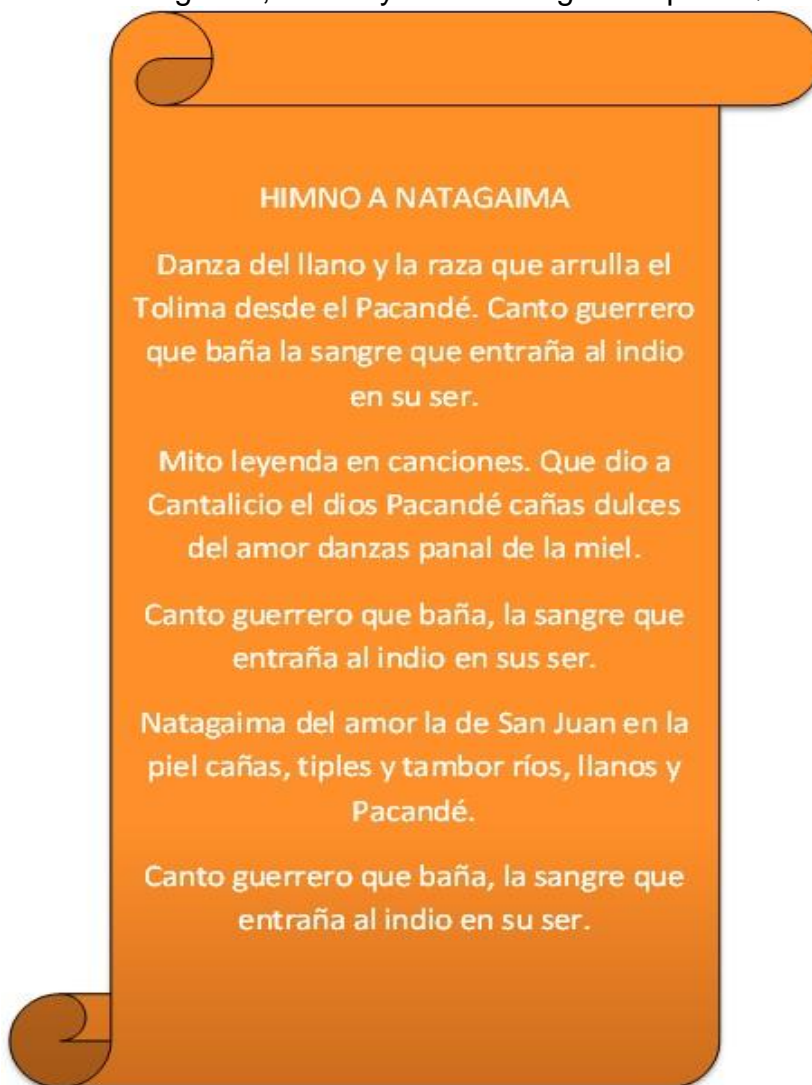 HIMNO A NATAGAIMA
Danza del llano y la raza que arrulla el
Tolima desde el Pacandé. Canto guerrero
que baña la sangre que entraña al indio
en su ser.
Mito leyenda en canciones. Que dio a
Cantalicio el dios Pacandé cañas dulces
del amor danzas panal de la miel.
Canto guerrero que baña, la sangre que
entraña al indio en sus ser.
Natagaima del amor la de San Juan en la
piel cañas, tiples y tambor ríos, llanos y
Pacandé.
Canto guerrero que baña, la sangre que
entraña al indio en su ser.